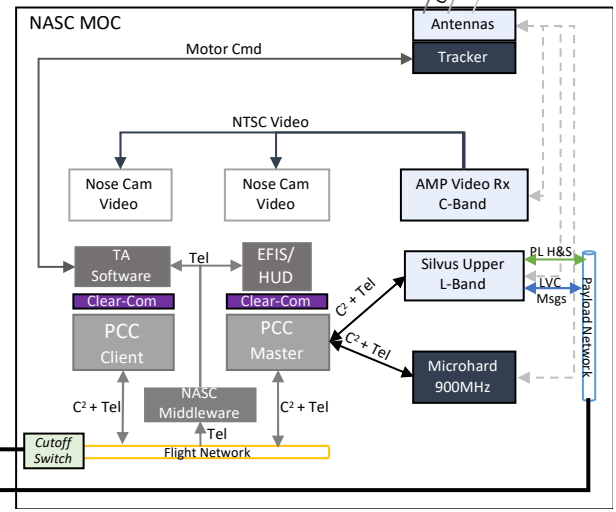 NASC MOC
Antennas
Tracker
Motor Cmd
NTSC Video
Nose Cam
Video
Nose Cam
Video
AMP Video Rx
C-Band
TA
Software
Tel
EFIS/
HUD
Silvus Upper
L-Band
PL H&S
LVC
Msgs
Payload Network
Clear-Com
Clear-Com
C² + Tel
PCC
Client
PCC
Master
C² + Tel
Microhard
900MHz
NASC
Middleware
C² + Tel
C² + Tel
Tel
Cutoff
Switch
Flight Network